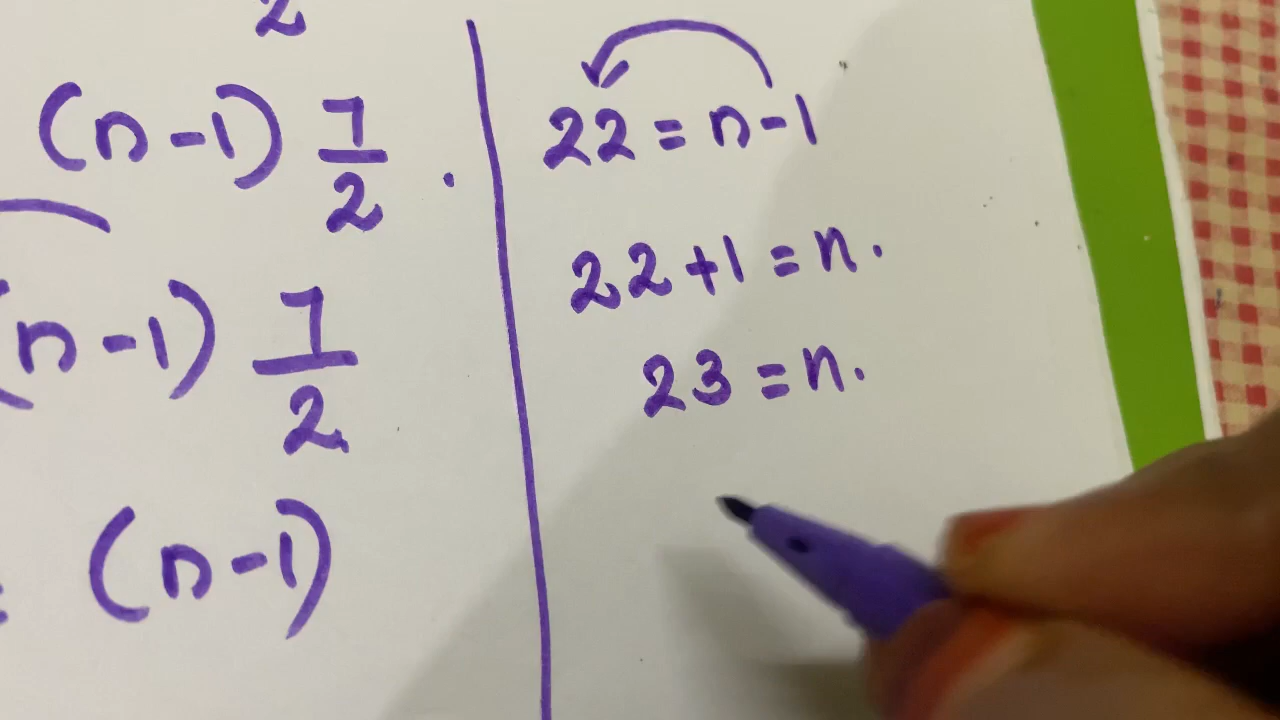 2
(n-1) 7/2 .
(n-1) 7/2
= (n-1)
22 = n-1
22+1 = n.
23 = n.